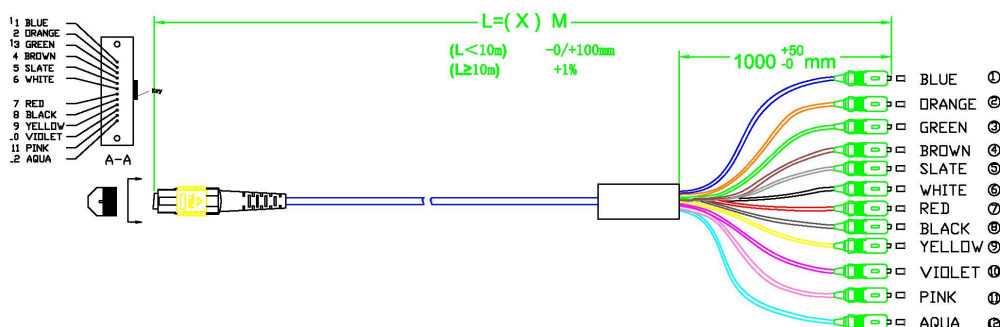 L=(X) M
(L<10m) -0/+100mm
(L≥10m) +1%
1000 +50 -0 mm
1 BLUE
2 ORANGE
3 GREEN
4 BROWN
5 SLATE
6 WHITE
7 RED
8 BLACK
9 YELLOW
VIOLET
11 PINK
AQUA
Key
A-A
BLUE ①
ORANGE ②
GREEN ③
BROWN ④
SLATE ⑤
WHITE ⑥
RED ⑦
BLACK ⑧
YELLOW ⑨
VIOLET ⑩
PINK ⑪
AQUA ⑫